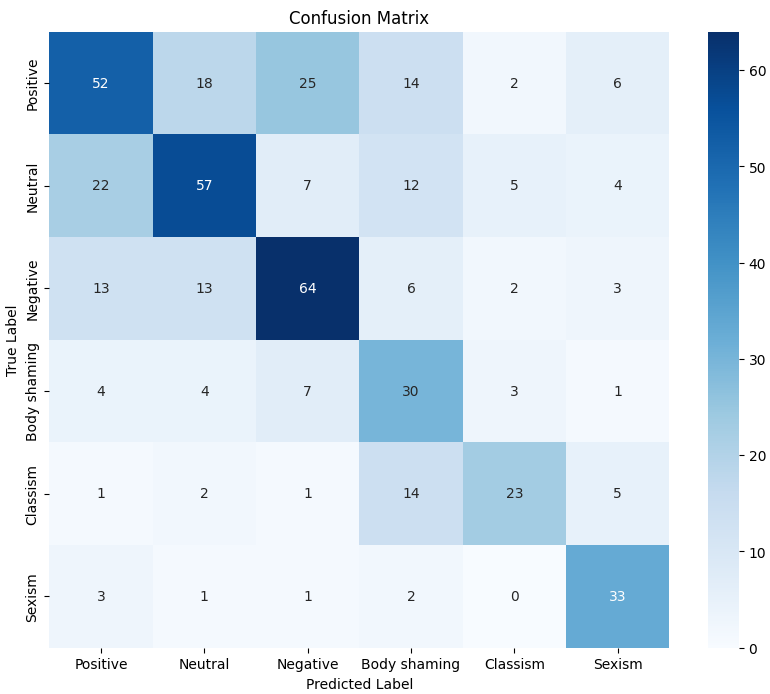 Confusion Matrix
True Label
Positive 52 18 25 14 2 6
Neutral 22 57 7 12 5 4
Negative 13 13 64 6 2 3
Body shaming 4 4 7 30 3 1
Classism 1 2 1 14 23 5
Sexism 3 1 1 2 0 33
Positive Neutral Negative Body shaming Classism Sexism
Predicted Label
60
50
40
30
20
10
0